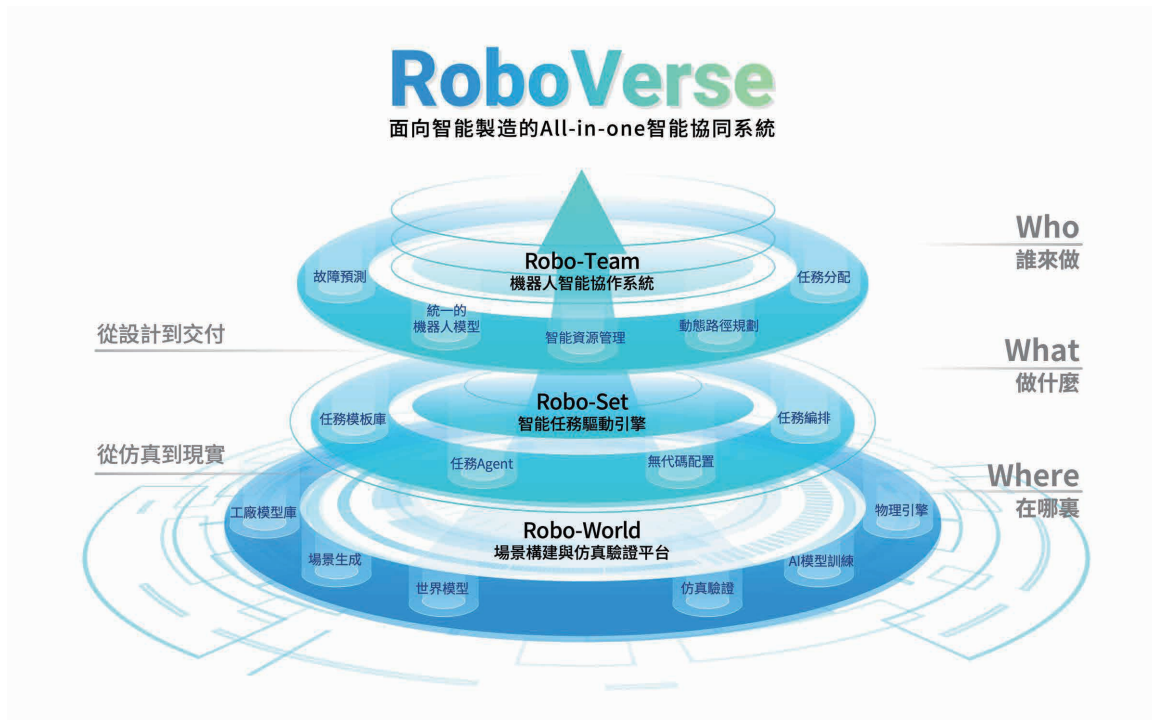 RoboVerse
面向智能製造的All-in-one智能協同系統
Who
誰來做
Robo-Team
機器人智能協作系統
故障預測
統一的
機器人模型
智能資源管理
動態路徑規劃
任務分配
從設計到交付
What
做什麼
Robo-Set
智能任務驅動引擎
任務模板庫
任務Agent
無代碼配置
任務編排
從仿真到現實
Where
在哪裏
Robo-World
場景構建與仿真驗證平台
工廠模型庫
場景生成
世界模型
仿真驗證
AI模型訓練
物理引擎